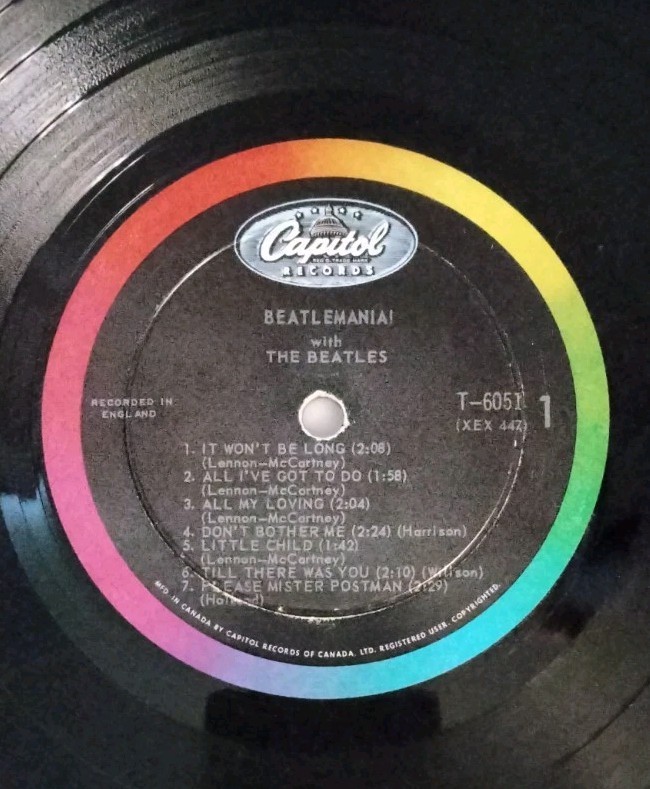 Capitol
REG. U.S. TRADE MARK
RECORDS
BEATLEMANIA!
with
THE BEATLES
RECORDED IN
ENGLAND
T-6051 1
(XEX 447)
1. IT WON'T BE LONG (2:08)
(Lennon-McCartney)
2. ALL I'VE GOT TO DO (1:58)
(Lennon-McCartney)
3. ALL MY LOVING (2:04)
(Lennon-McCartney)
4. DON'T BOTHER ME (2:24) (Harrison)
5. LITTLE CHILD (1:42)
(Lennon-McCartney)
6. TILL THERE WAS YOU (2:10) (Willson)
7. PLEASE MISTER POSTMAN (2:29)
(Holland)
MFD. IN CANADA BY CAPITOL RECORDS OF CANADA, LTD. REGISTERED USER. COPYRIGHTED.